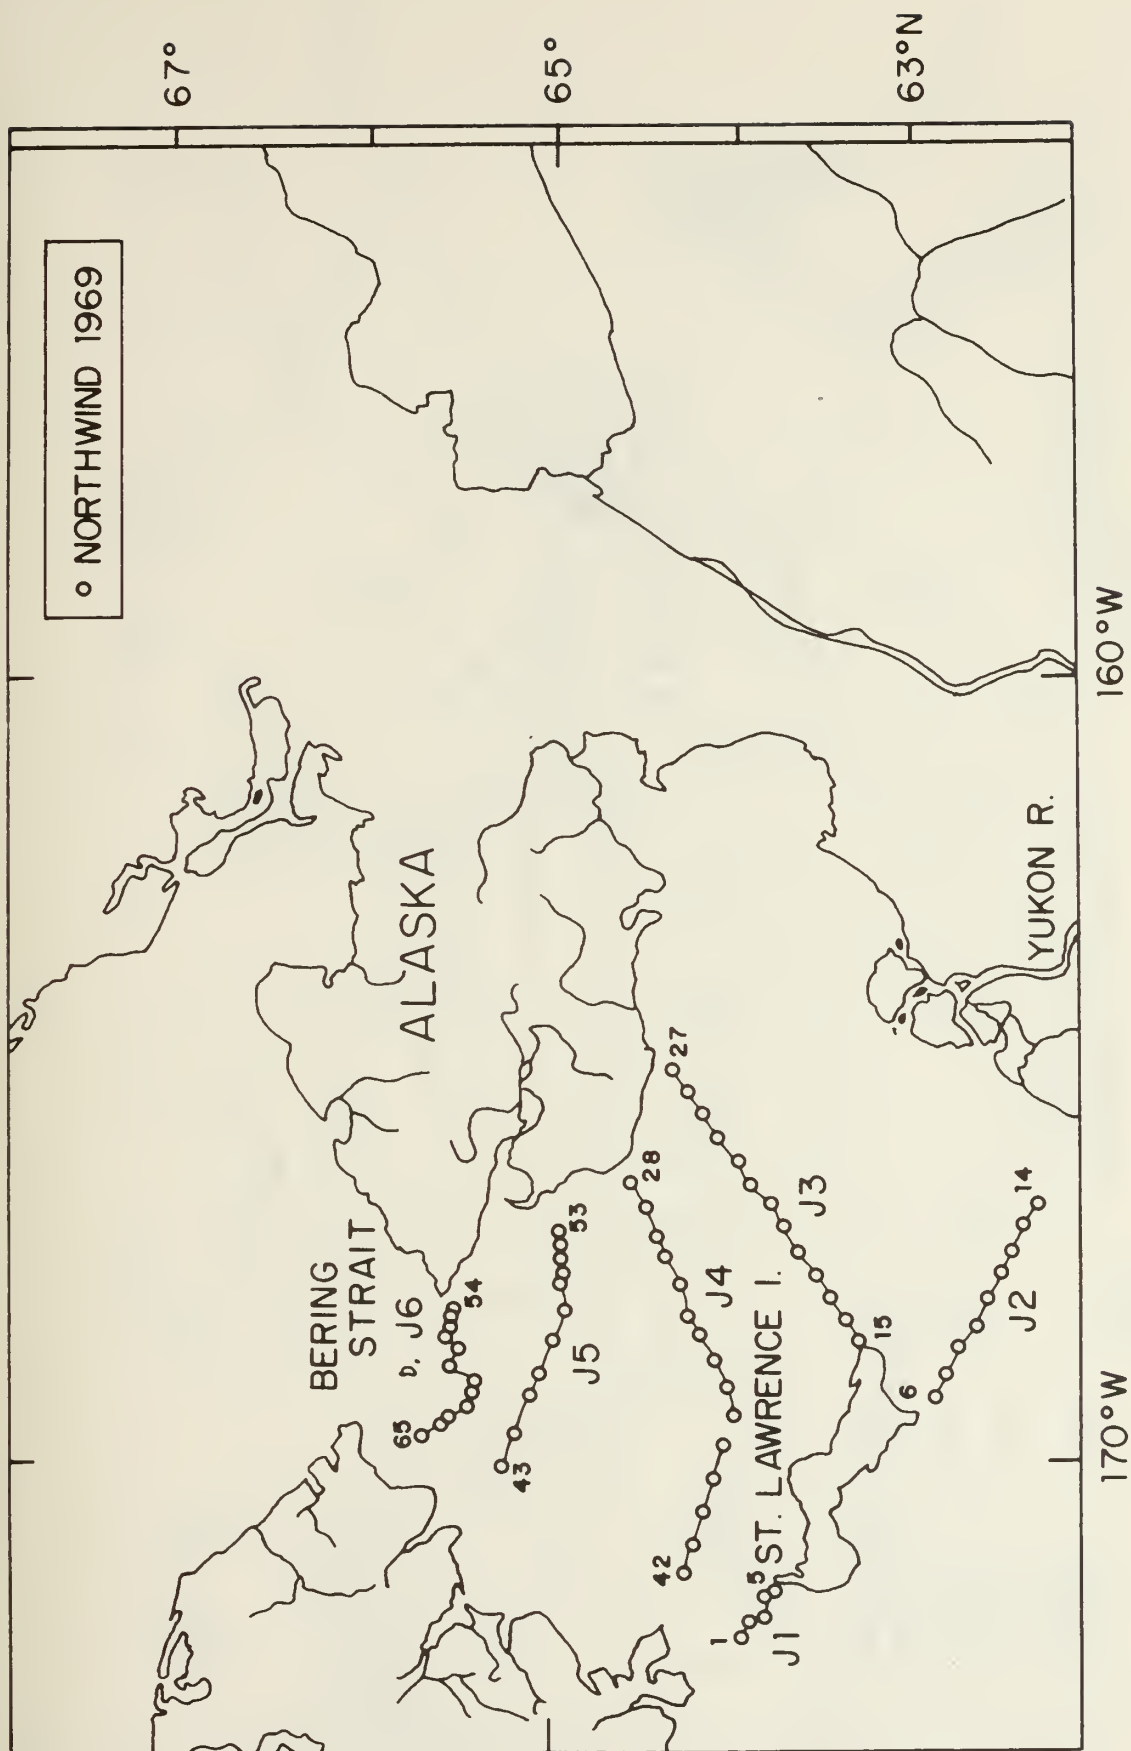 ° NORTHWIND 1969
67°
65°
63°N
160°W
170°W
ALASKA
BERING
STRAIT
YUKON R.
ST. LAWRENCE I.
J6
65
54
J5
43
53
J4
42
28
J3
15
27
J2
6
14
J1
1
5